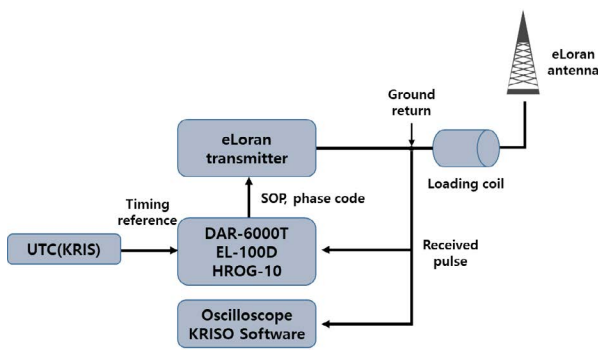 eLoran
antenna
Ground
return
eLoran
transmitter
Loading coil
SOP, phase code
Timing
reference
UTC(KRIS)
DAR-6000T
EL-100D
HROG-10
Received
pulse
Oscilloscope
KRISO Software